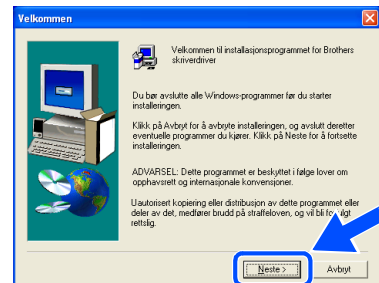 Velkommen
Velkommen til installasjonsprogrammet for Brothers
skriverdriver
Du bør avslutte alle Windows-programmer før du starter
installeringen.
Klikk på Avbryt for å avbryte installeringen, og avslutt deretter
eventuelle programmer du kjører. Klikk på Neste for å fortsette
installeringen.
ADVARSEL: Dette programmet er beskyttet i følge lover om
opphavsrett og internasjonale konvensjoner.
Uautorisert kopiering eller distribusjon av dette programmet eller
deler av det, medfører brudd på straffeloven, og vil bli forfulgt
rettslig.
Neste >
Avbryt